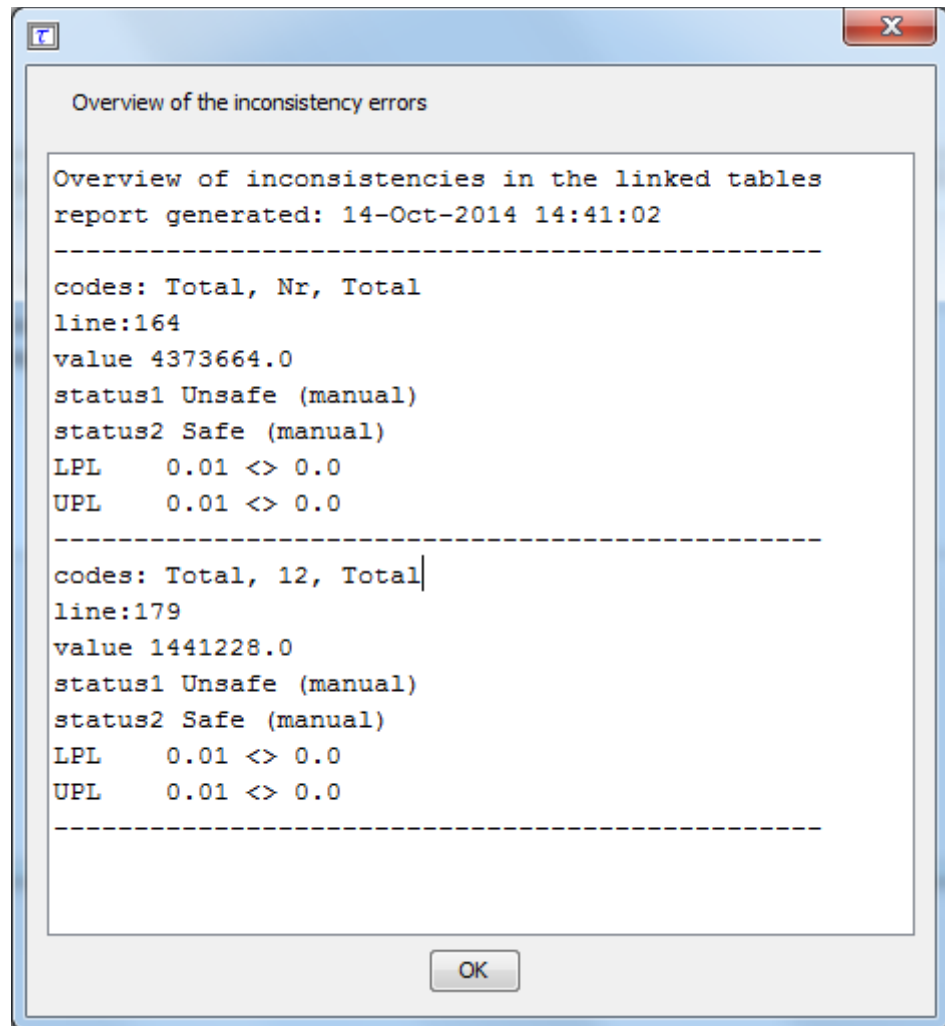 τ
x
Overview of the inconsistency errors
Overview of inconsistencies in the linked tables
report generated: 14-Oct-2014 14:41:02
------------------------------------------------
codes: Total, Nr, Total
line:164
value 4373664.0
status1 Unsafe (manual)
status2 Safe (manual)
LPL    0.01 <> 0.0
UPL    0.01 <> 0.0
------------------------------------------------
codes: Total, 12, Total
line:179
value 1441228.0
status1 Unsafe (manual)
status2 Safe (manual)
LPL    0.01 <> 0.0
UPL    0.01 <> 0.0
------------------------------------------------
OK